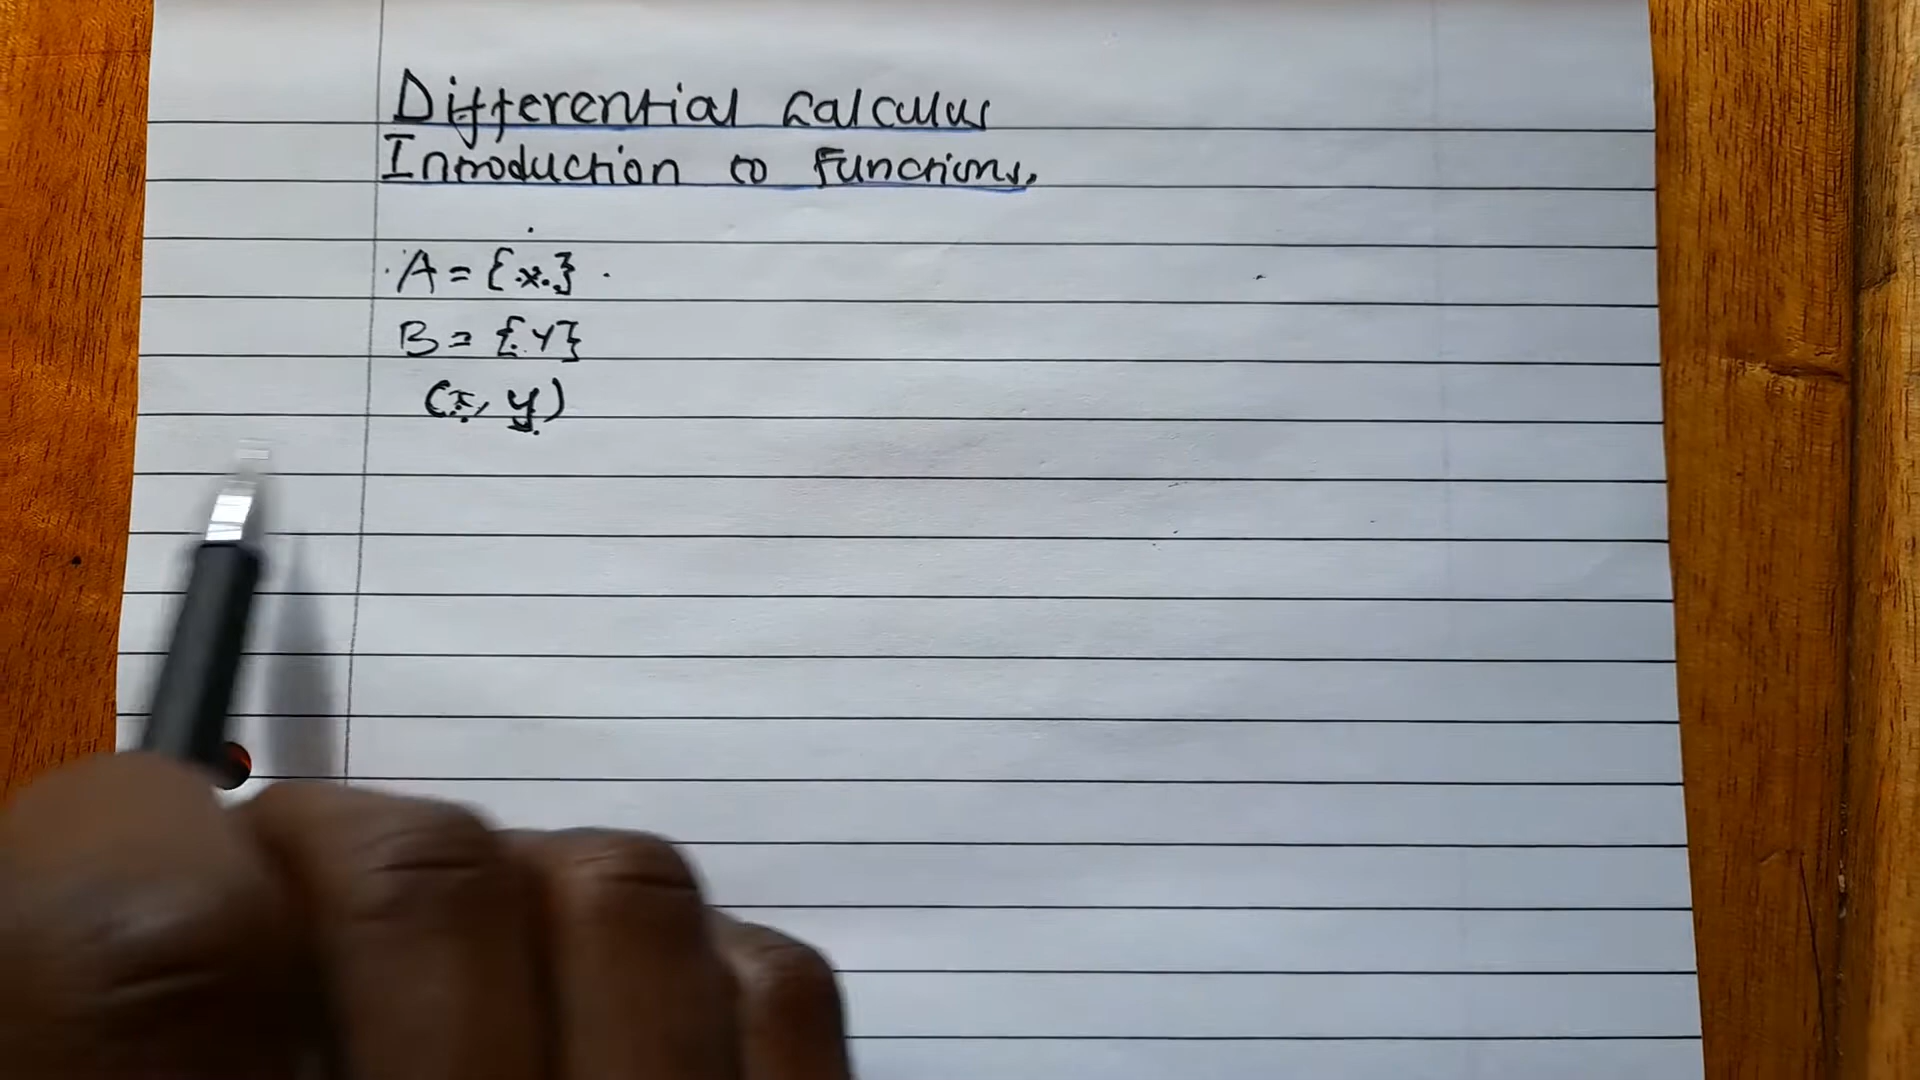 Differential Calculus
Introduction to Functions.
A = {x}
B = {Y}
(x, y)